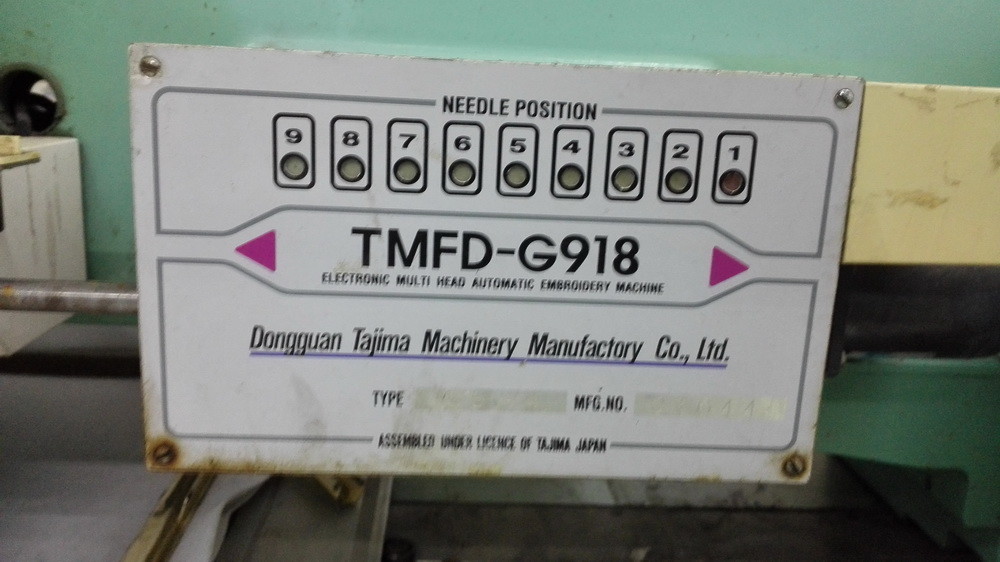 NEEDLE POSITION
9 8 7 6 5 4 3 2 1
TMFD-G918
ELECTRONIC MULTI HEAD AUTOMATIC EMBROIDERY MACHINE
Dongguan Tajima Machinery Manufactory Co., Ltd.
TYPE MFG.NO.
ASSEMBLED UNDER LICENCE OF TAJIMA JAPAN